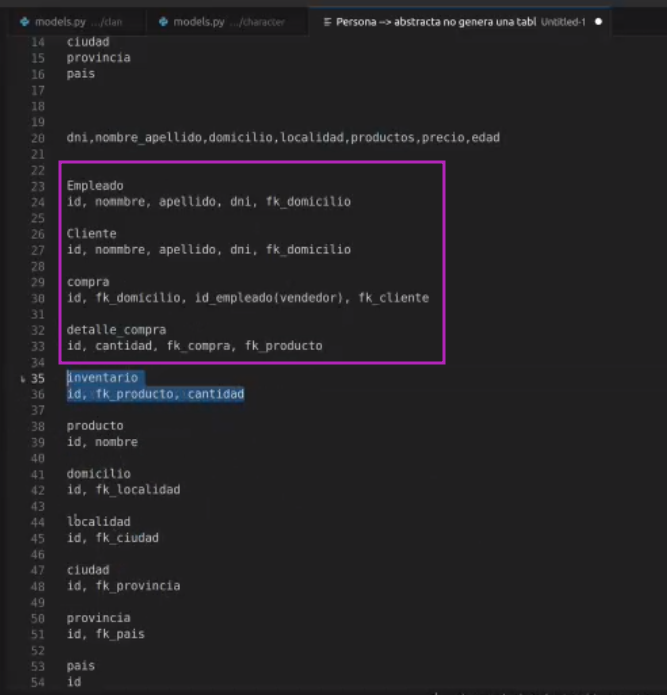 models.py .../clan
models.py .../character
Persona --> abstracta no genera una tabl Untitled-1
14 ciudad
15 provincia
16 pais
17
18
19
20 dni,nombre_apellido,domicilio,localidad,productos,precio,edad
21
22
23 Empleado
24 id, nommbre, apellido, dni, fk_domicilio
25
26 Cliente
27 id, nommbre, apellido, dni, fk_domicilio
28
29 compra
30 id, fk_domicilio, id_empleado(vendedor), fk_cliente
31
32 detalle_compra
33 id, cantidad, fk_compra, fk_producto
34
35 inventario
36 id, fk_producto, cantidad
37
38 producto
39 id, nombre
40
41 domicilio
42 id, fk_localidad
43
44 localidad
45 id, fk_ciudad
46
47 ciudad
48 id, fk_provincia
49
50 provincia
51 id, fk_pais
52
53 pais
54 id